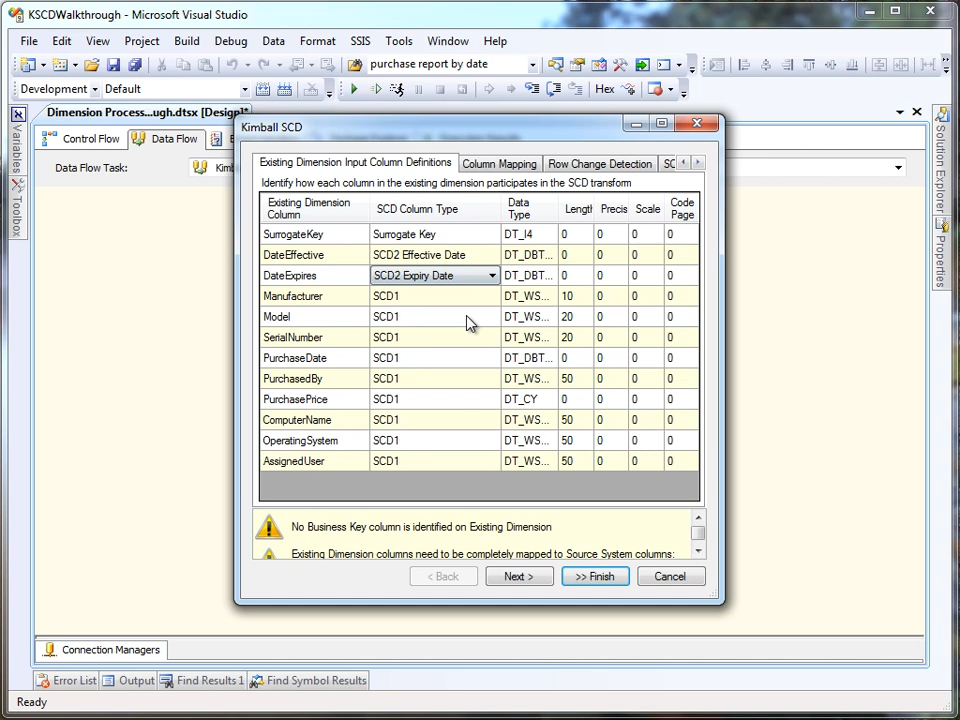 KSCDWalkthrough - Microsoft Visual Studio
File Edit View Project Build Debug Data Format SSIS Tools Window Help
purchase report by date
Development Default Hex
Dimension Process...ugh.dtsx [Design]*
Control Flow Data Flow
Data Flow Task: Kim
Variables
Toolbox
Solution Explorer
Properties
Kimball SCD
Existing Dimension Input Column Definitions Column Mapping Row Change Detection SC
Identify how each column in the existing dimension participates in the SCD transform
Existing Dimension Column SCD Column Type Data Type Length Precis Scale Code Page
SurrogateKey Surrogate Key DT_I4 0 0 0 0
DateEffective SCD2 Effective Date DT_DBT... 0 0 0 0
DateExpires SCD2 Expiry Date DT_DBT... 0 0 0 0
Manufacturer SCD1 DT_WS... 10 0 0 0
Model SCD1 DT_WS... 20 0 0 0
SerialNumber SCD1 DT_WS... 20 0 0 0
PurchaseDate SCD1 DT_DBT... 0 0 0 0
PurchasedBy SCD1 DT_WS... 50 0 0 0
PurchasePrice SCD1 DT_CY 0 0 0 0
ComputerName SCD1 DT_WS... 50 0 0 0
OperatingSystem SCD1 DT_WS... 50 0 0 0
AssignedUser SCD1 DT_WS... 50 0 0 0
No Business Key column is identified on Existing Dimension
Existing Dimension columns need to be completely mapped to Source System columns:
< Back Next > >> Finish Cancel
Connection Managers
Error List Output Find Results 1 Find Symbol Results
Ready